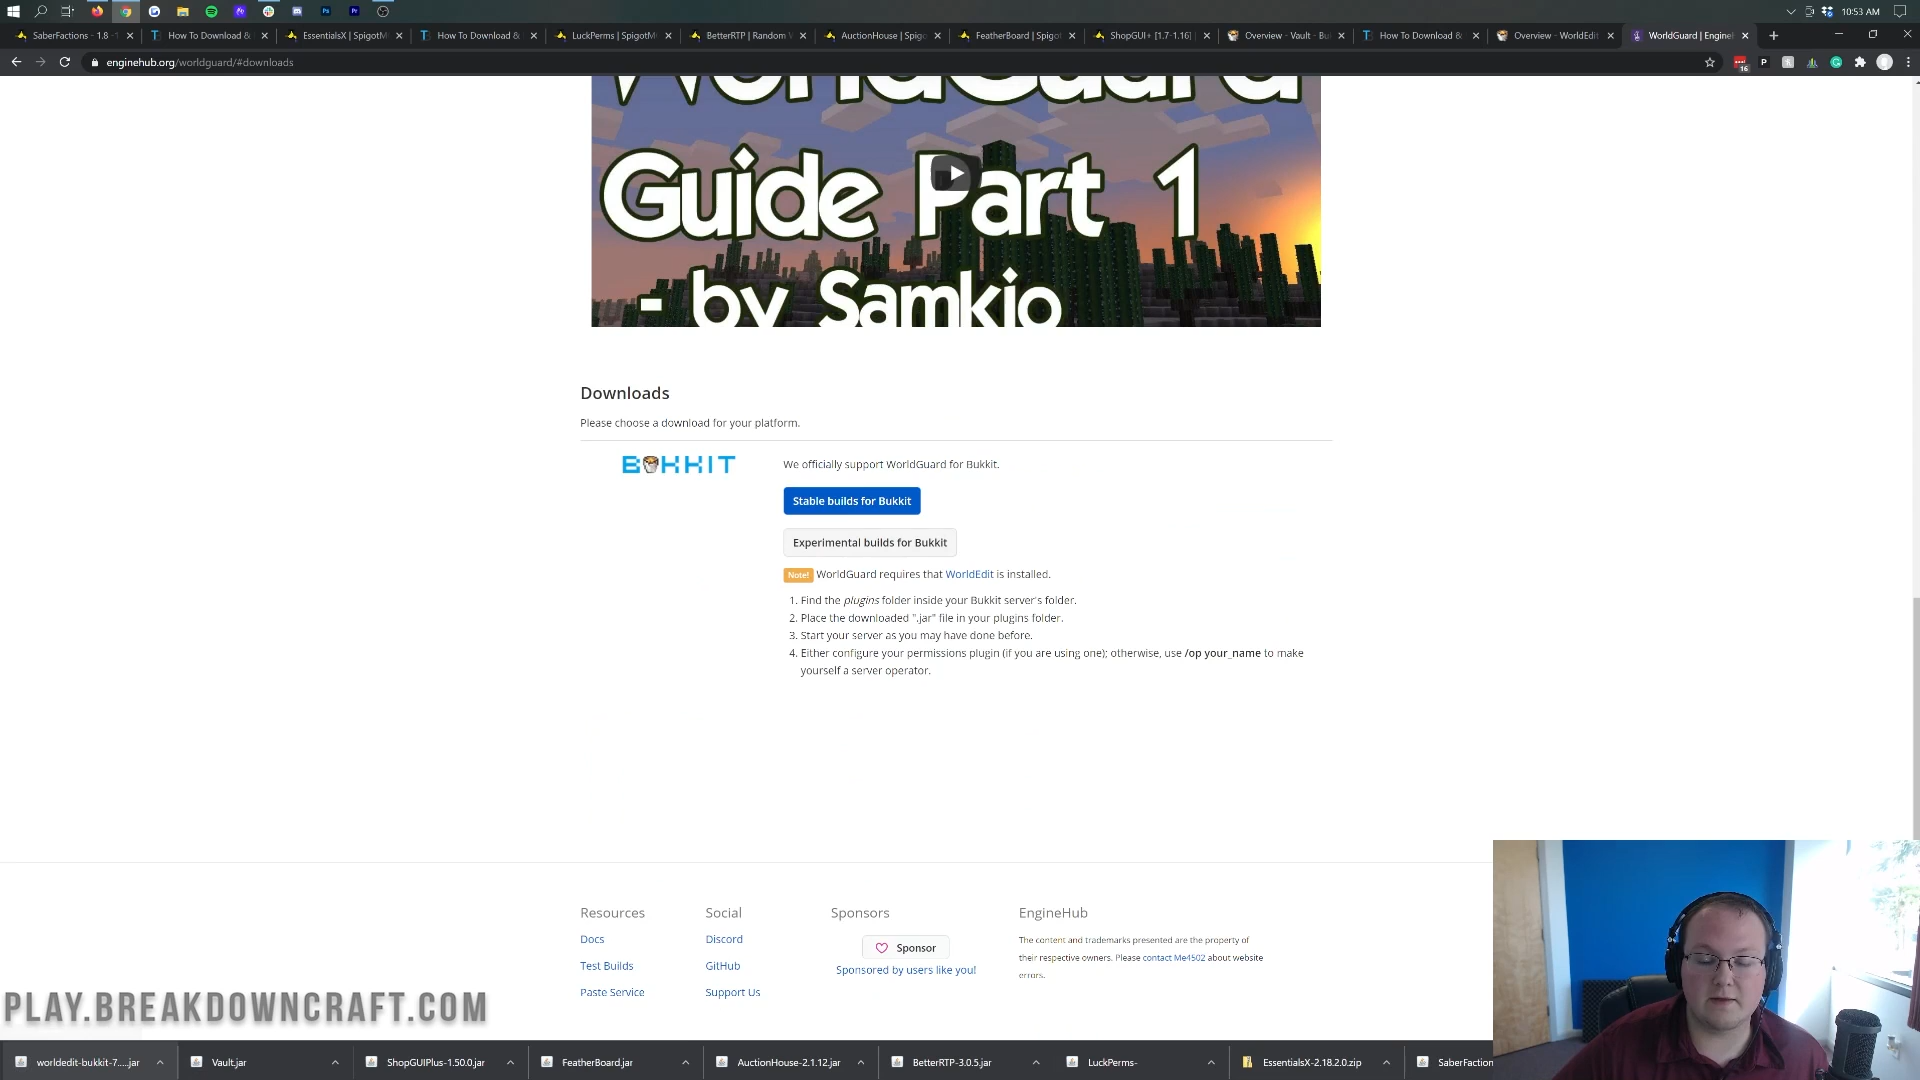 10:53 AM
SaberFactions - 1.8 -1
How To Download &
EssentialsX | SpigotM
How To Download &
LuckPerms | SpigotM
BetterRTP | Random W
AuctionHouse | Spigo
FeatherBoard | Spigot
ShopGUI+ [1.7-1.16]
Overview - Vault - Bu
How To Download &
Overview - WorldEdit
WorldGuard | Engine
enginehub.org/worldguard/#downloads
16
WorldGuard
Guide Part 1
- by Samkio
Downloads
Please choose a download for your platform.
BUKKIT
We officially support WorldGuard for Bukkit.
Stable builds for Bukkit
Experimental builds for Bukkit
Note! WorldGuard requires that WorldEdit is installed.
1. Find the plugins folder inside your Bukkit server's folder.
2. Place the downloaded ".jar" file in your plugins folder.
3. Start your server as you may have done before.
4. Either configure your permissions plugin (if you are using one); otherwise, use /op your_name to make
yourself a server operator.
Resources
Docs
Test Builds
Paste Service
Social
Discord
GitHub
Support Us
Sponsors
Sponsor
Sponsored by users like you!
EngineHub
The content and trademarks presented are the property of
their respective owners. Please contact Me4502 about website
errors.
PLAY.BREAKDOWNCRAFT.COM
worldedit-bukkit-7....jar
Vault.jar
ShopGUIPlus-1.50.0.jar
FeatherBoard.jar
AuctionHouse-2.1.12.jar
BetterRTP-3.0.5.jar
LuckPerms-
EssentialsX-2.18.2.0.zip
SaberFaction